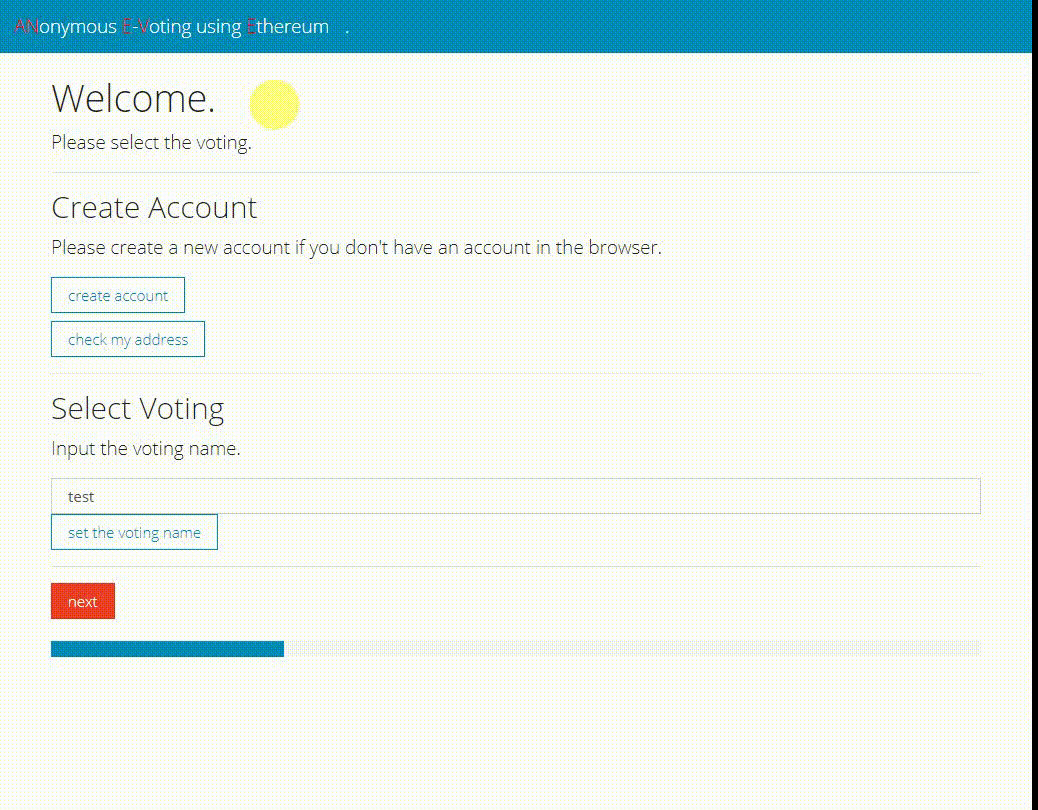 ANonymous E-Voting using Ethereum .
Welcome.
Please select the voting.
Create Account
Please create a new account if you don't have an account in the browser.
create account
check my address
Select Voting
Input the voting name.
test
set the voting name
next